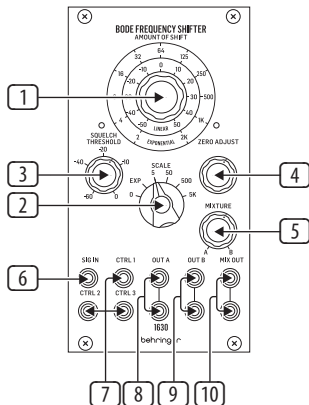 BODE FREQUENCY SHIFTER
AMOUNT OF SHIFT
64
32 125
16 250
8 500
4 1K
2 2K
0
-10 10
-20 20
-30 30
-40 40
-50 50
LINEAR
EXPONENTIAL
SQUELCH
THRESHOLD
-20
-40 -10
-60 0
ZERO ADJUST
SCALE
5 50
EXP 500
0 5K
MIXTURE
A B
SIG IN CTRL 1 OUT A OUT B MIX OUT
CTRL 2 CTRL 3
1630
behringer
1
3
2
4
5
6
7 8 9 10